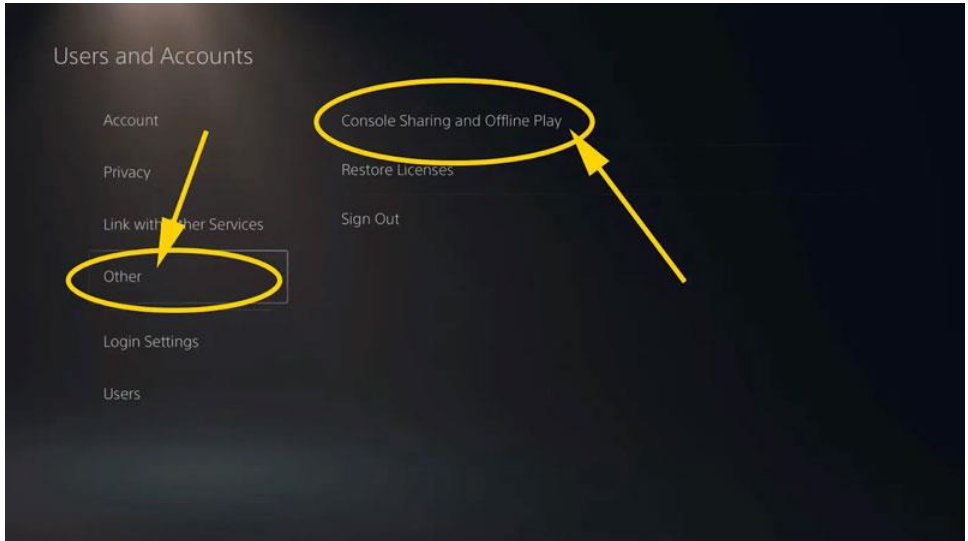 Users and Accounts
Account
Privacy
Link with Other Services
Other
Login Settings
Users
Console Sharing and Offline Play
Restore Licenses
Sign Out